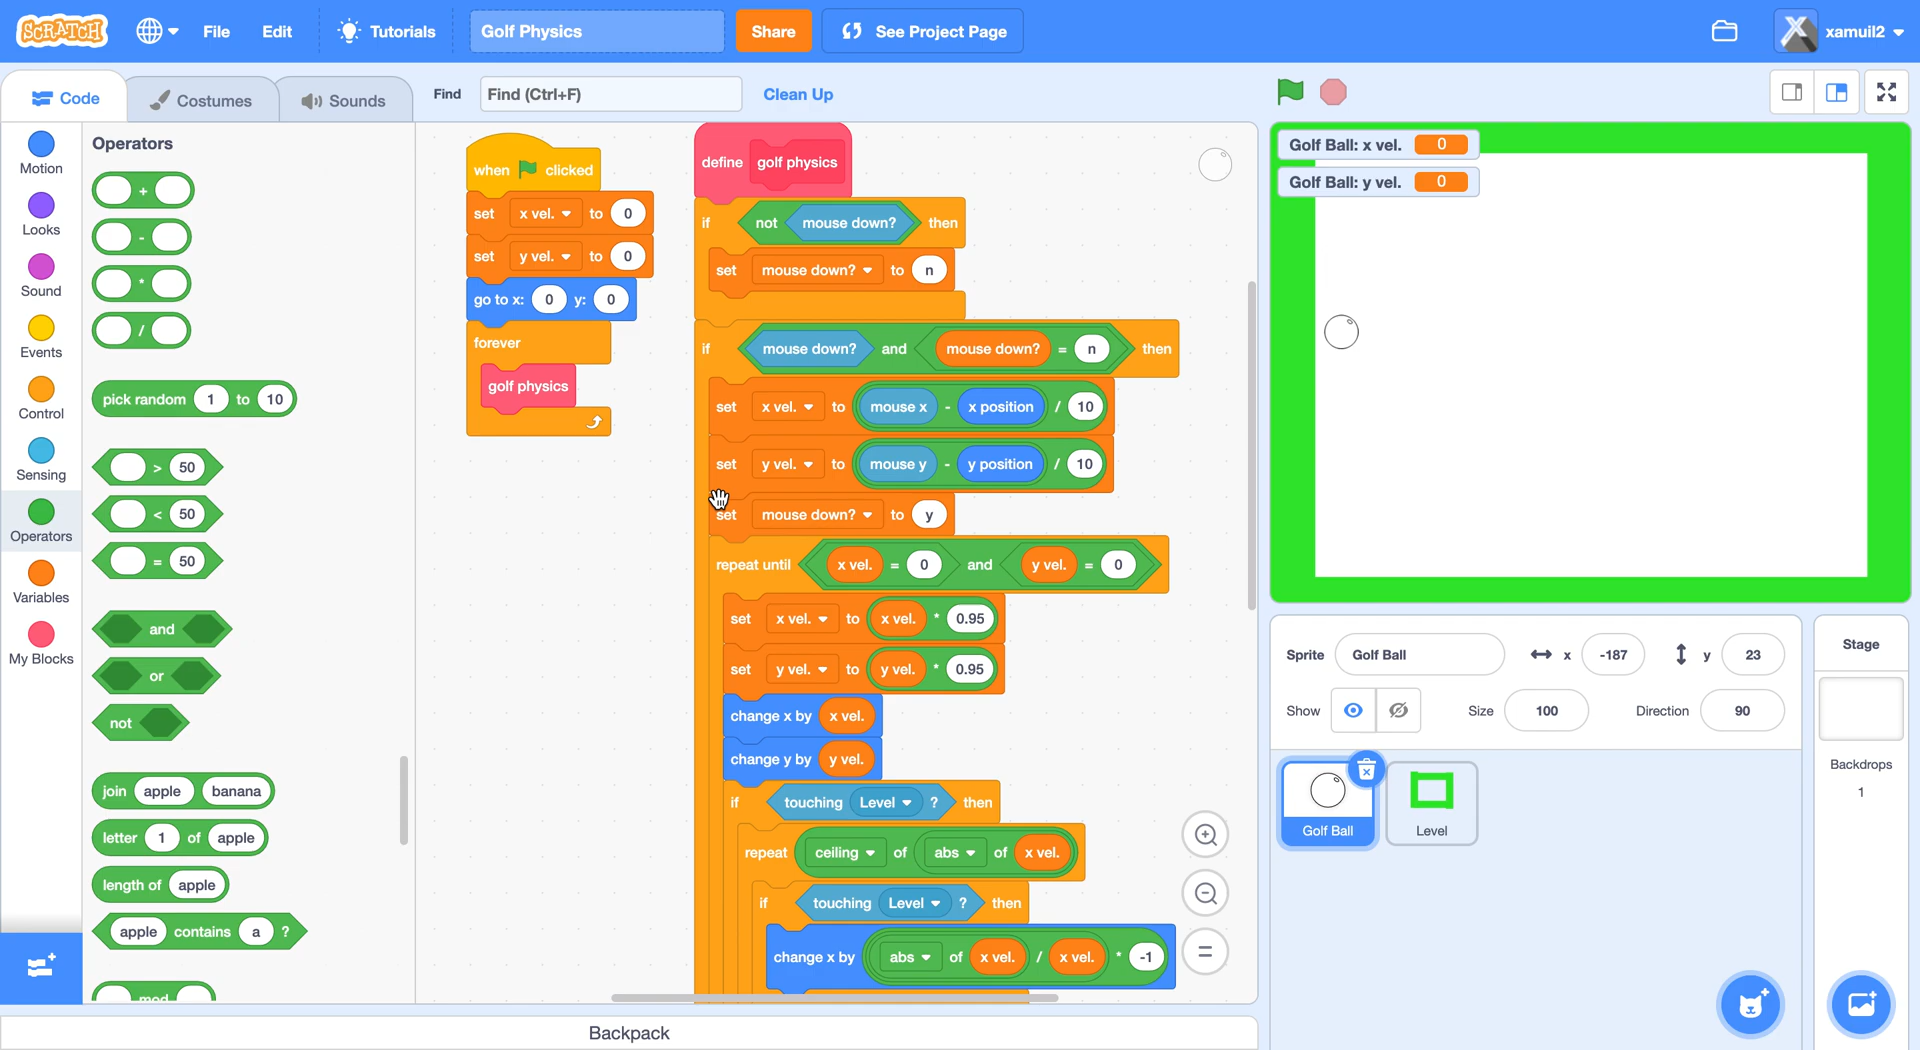 SCRATCH File Edit Tutorials Golf Physics Share See Project Page xamuil2
Code Costumes Sounds Find Find (Ctrl+F) Clean Up
Motion
Looks
Sound
Events
Control
Sensing
Operators
Variables
My Blocks
Operators
+
-
*
/
pick random 1 to 10
> 50
< 50
= 50
and
or
not
join apple banana
letter 1 of apple
length of apple
apple contains a ?
mod
when clicked
set x vel. to 0
set y vel. to 0
go to x: 0 y: 0
forever
golf physics
define golf physics
if not mouse down? then
set mouse down? to n
if mouse down? and mouse down? = n then
set x vel. to mouse x - x position / 10
set y vel. to mouse y - y position / 10
set mouse down? to y
repeat until x vel. = 0 and y vel. = 0
set x vel. to x vel. * 0.95
set y vel. to y vel. * 0.95
change x by x vel.
change y by y vel.
if touching Level ? then
repeat ceiling of abs of x vel.
if touching Level ? then
change x by abs of x vel. / x vel. * -1
Backpack
Golf Ball: x vel. 0
Golf Ball: y vel. 0
Sprite Golf Ball x -187 y 23
Show Size 100 Direction 90
Golf Ball
Level
Stage
Backdrops
1